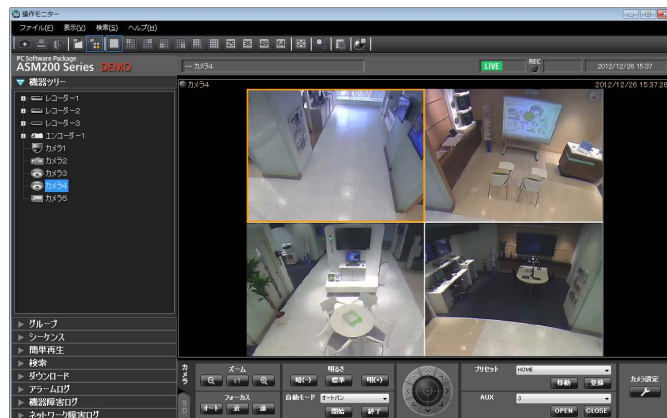 操作モニター
ファイル(F) 表示(V) 検索(S) ヘルプ(H)
PC Software Package
ASM200 Series DEMO
-- カメラ4
LIVE
REC
2012/12/26 15:37
機器ツリー
カメラ4
2012/12/26 15:37:26
レコーダー1
レコーダー2
レコーダー3
エンコーダー1
カメラ1
カメラ2
カメラ3
カメラ4
カメラ5
グループ
シーケンス
簡単再生
検索
ダウンロード
アラームログ
機器障害ログ
ネットワーク障害ログ
カメラ
ズーム
x1
明るさ
暗(-) 標準 明(+)
フォーカス
オート 近 遠
自動モード オートパン
開始 終了
プリセット HOME
移動 登録
AUX 3
OPEN CLOSE
カメラ設定